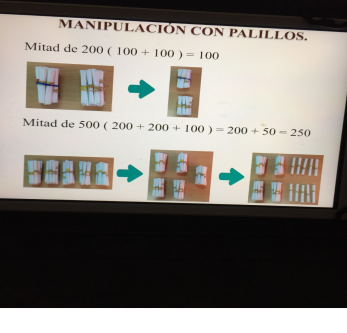 MANIPULACIÓN CON PALILLOS.
Mitad de 200 ( 100 + 100 ) = 100
Mitad de 500 ( 200 + 200 + 100 ) = 200 + 50 = 250